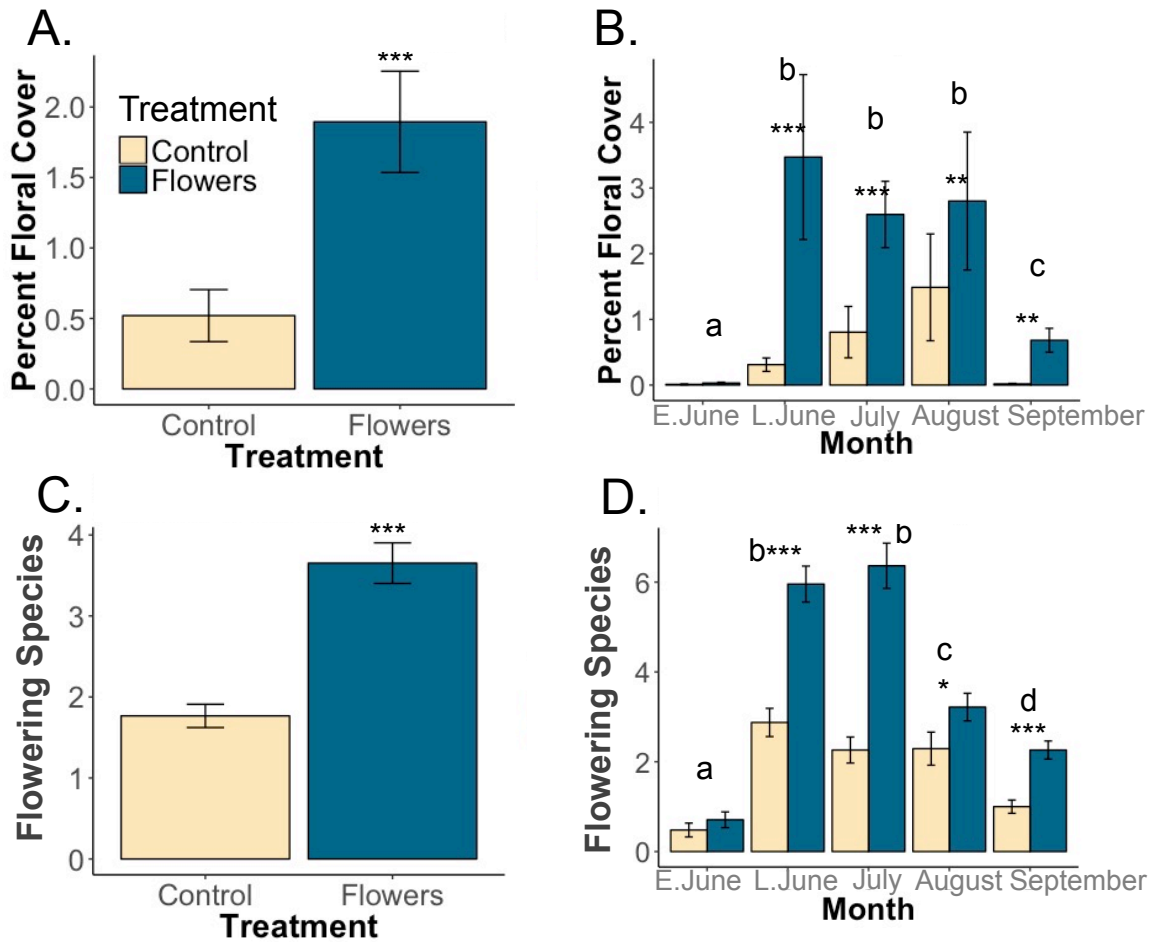 A.
Percent Floral Cover
2.0
1.5
1.0
0.5
0.0
***
Treatment
Control
Flowers
Control Flowers
Treatment
B.
Percent Floral Cover
4
3
2
1
0
a
b
***
b
***
b
**
c
**
E.June L.June July August September
Month
C.
Flowering Species
4
3
2
1
0
***
Control Flowers
Treatment
D.
Flowering Species
6
4
2
0
a
b***
*** b
c
*
d
***
E.June L.June July August September
Month